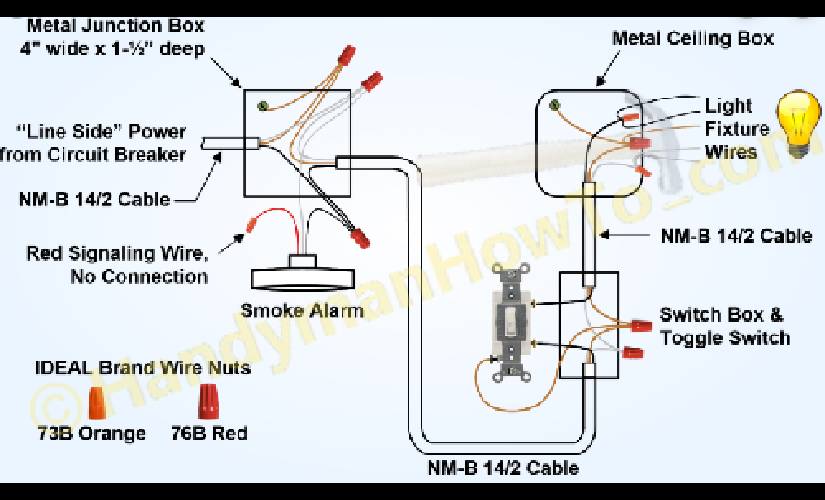 Metal Junction Box
4" wide x 1-½" deep
Metal Ceiling Box
"Line Side" Power
from Circuit Breaker
Light
Fixture
Wires
NM-B 14/2 Cable
NM-B 14/2 Cable
Red Signaling Wire,
No Connection
Smoke Alarm
Switch Box &
Toggle Switch
IDEAL Brand Wire Nuts
73B Orange
76B Red
NM-B 14/2 Cable
© HandymanHowTo.com